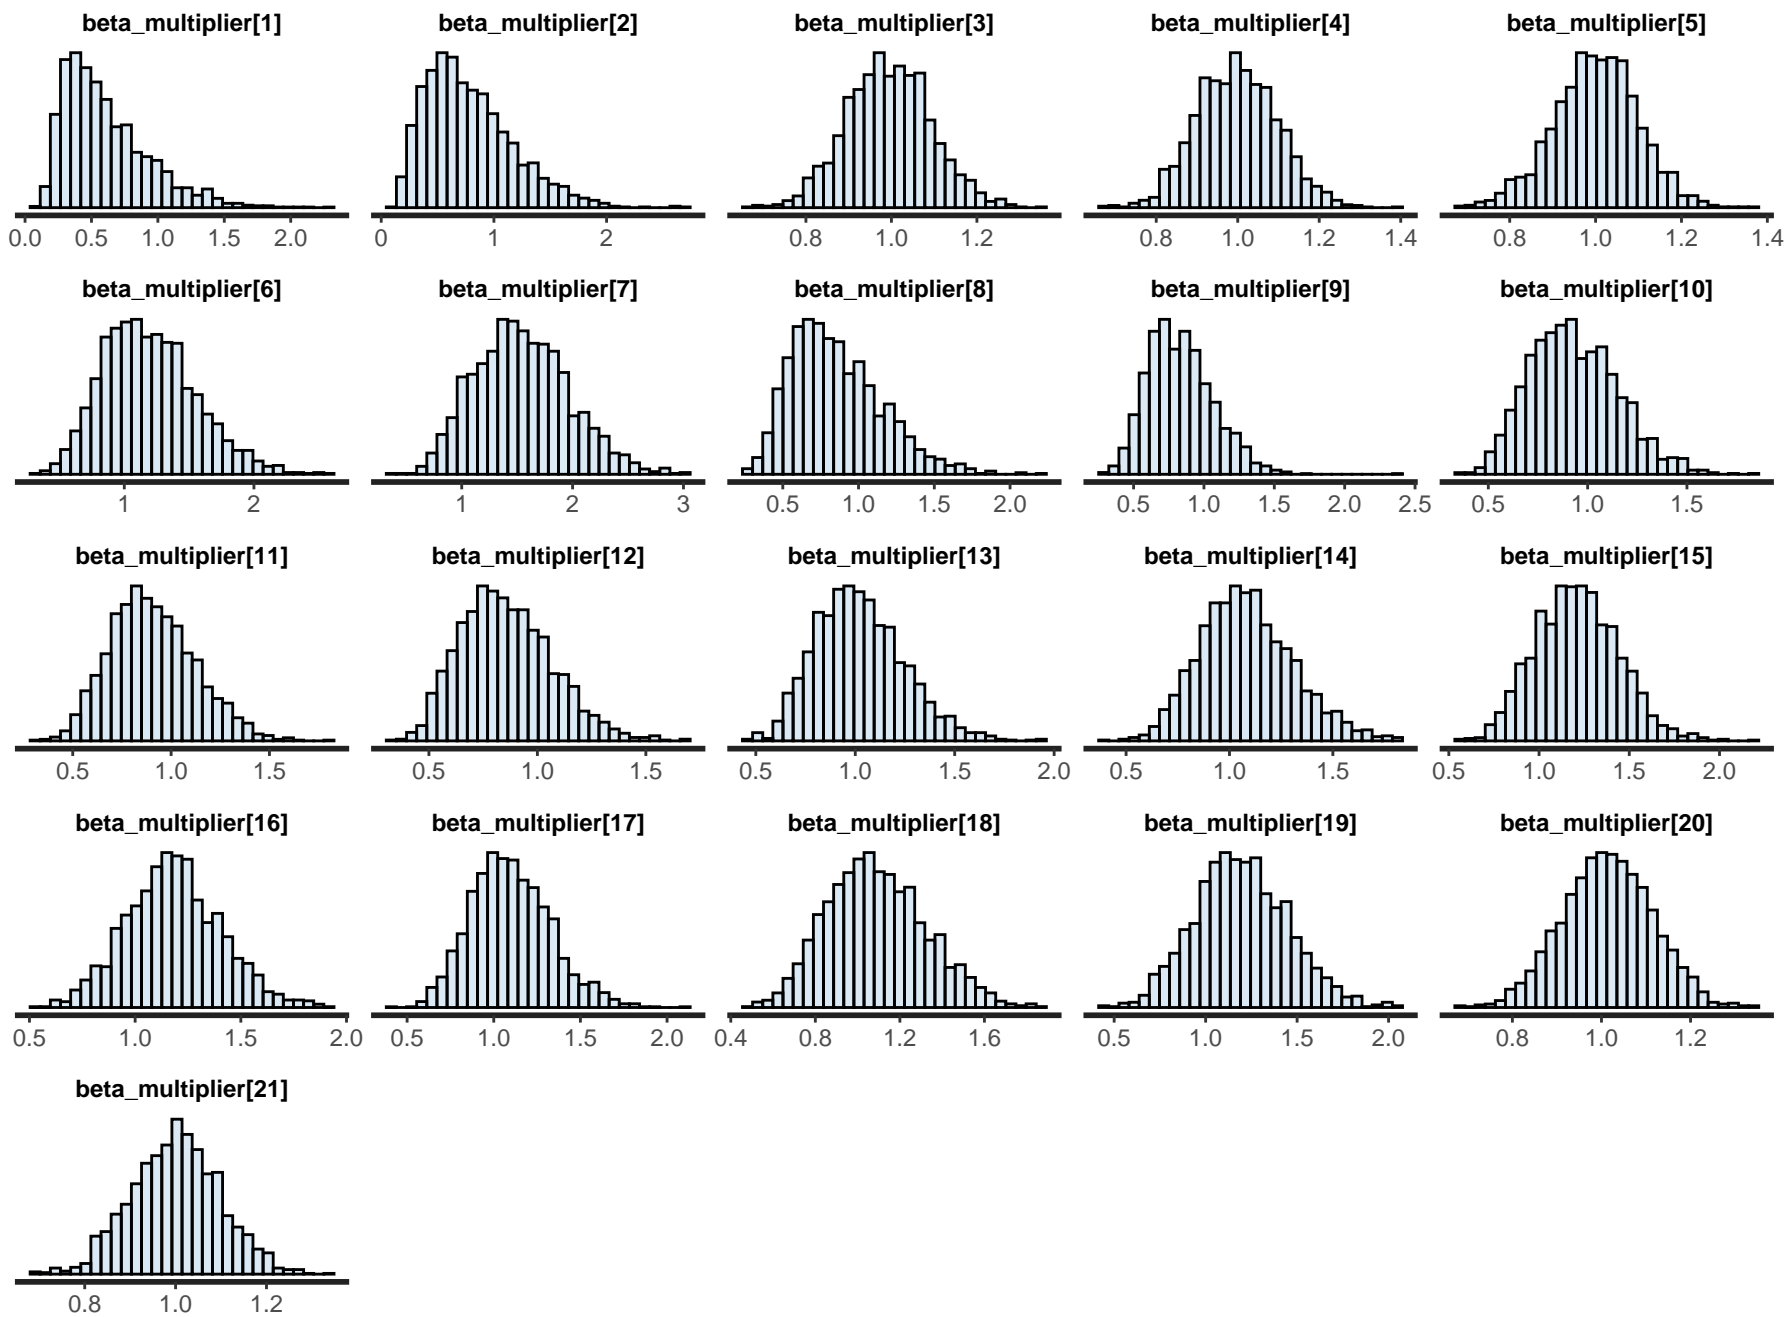 beta_multiplier[1] beta_multiplier[2] beta_multiplier[3] beta_multiplier[4] beta_multiplier[5]
0.0 0.5 1.0 1.5 2.0 0 1 2 0.8 1.0 1.2 0.8 1.0 1.2 1.4 0.8 1.0 1.2 1.4
beta_multiplier[6] beta_multiplier[7] beta_multiplier[8] beta_multiplier[9] beta_multiplier[10]
1 2 1 2 3 0.5 1.0 1.5 2.0 0.5 1.0 1.5 2.0 2.5 0.5 1.0 1.5
beta_multiplier[11] beta_multiplier[12] beta_multiplier[13] beta_multiplier[14] beta_multiplier[15]
0.5 1.0 1.5 0.5 1.0 1.5 0.5 1.0 1.5 2.0 0.5 1.0 1.5 0.5 1.0 1.5 2.0
beta_multiplier[16] beta_multiplier[17] beta_multiplier[18] beta_multiplier[19] beta_multiplier[20]
0.5 1.0 1.5 2.0 0.5 1.0 1.5 2.0 0.4 0.8 1.2 1.6 0.5 1.0 1.5 2.0 0.8 1.0 1.2
beta_multiplier[21]
0.8 1.0 1.2